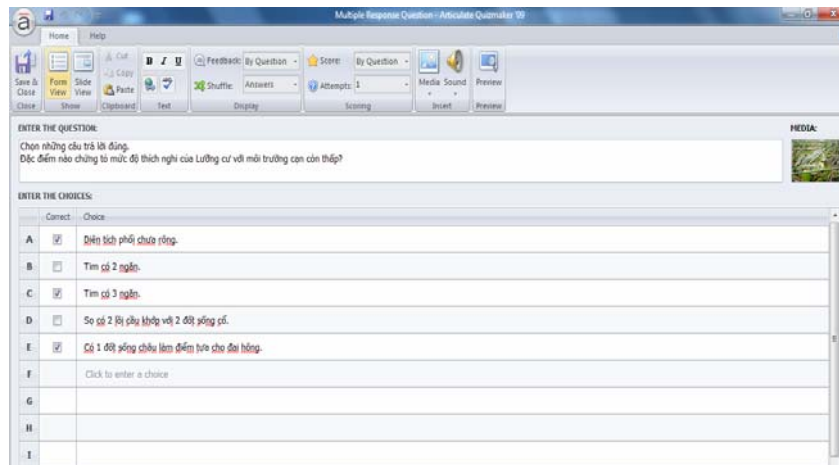 Multiple Response Question - Articulate Quizmaker '09
Home Help
Save & Close
Form View
Slide View
Cut
Copy
Paste
B I U
Feedback: By Question
Shuffle: Answers
Score: By Question
Attempts: 1
Media Sound
Preview
Close Show Clipboard Text Display Scoring Insert Preview
ENTER THE QUESTION:
MEDIA:
Chọn những câu trả lời đúng.
Đặc điểm nào chứng tỏ mức độ thích nghi của Lưỡng cư với môi trường cạn còn thấp?
ENTER THE CHOICES:
Correct Choice
A Diện tích phổi chưa rộng.
B Tim có 2 ngăn.
C Tim có 3 ngăn.
D Sọ có 2 lồi cầu khớp với 2 đốt sống cổ.
E Có 1 đốt sống chậu làm điểm tựa cho đai hông.
F Click to enter a choice
G
H
I